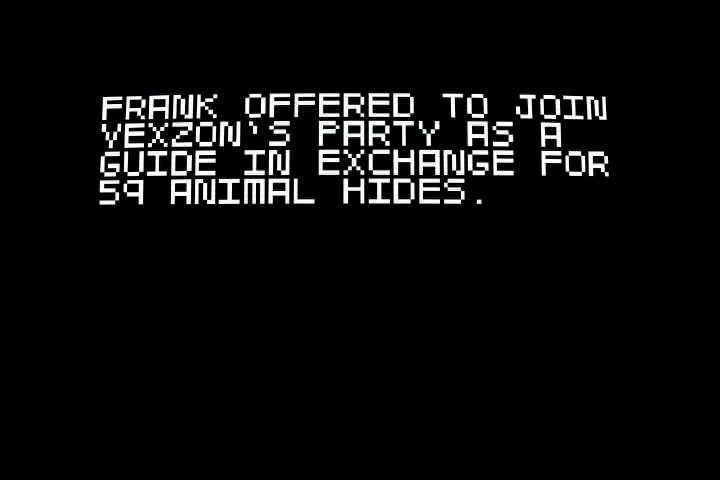 FRANK OFFERED TO JOIN
VEXZON'S PARTY AS A
GUIDE IN EXCHANGE FOR
59 ANIMAL HIDES.